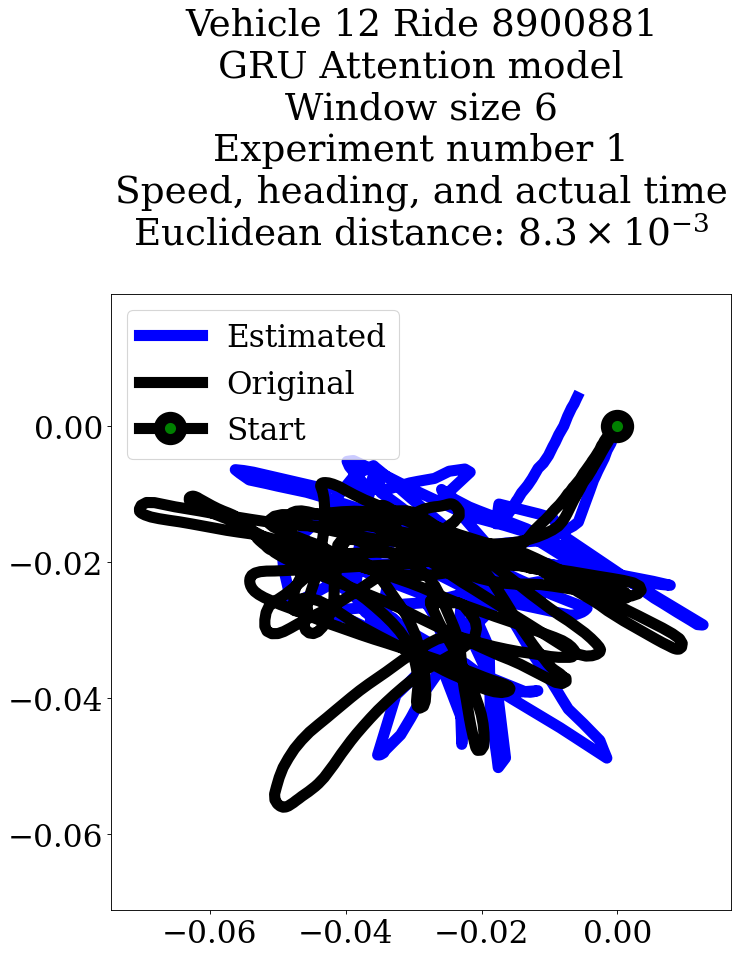 Vehicle 12 Ride 8900881
GRU Attention model
Window size 6
Experiment number 1
Speed, heading, and actual time
Euclidean distance: 8.3 × 10⁻³
Estimated
Original
Start
0.00
−0.02
−0.04
−0.06
−0.06 −0.04 −0.02 0.00